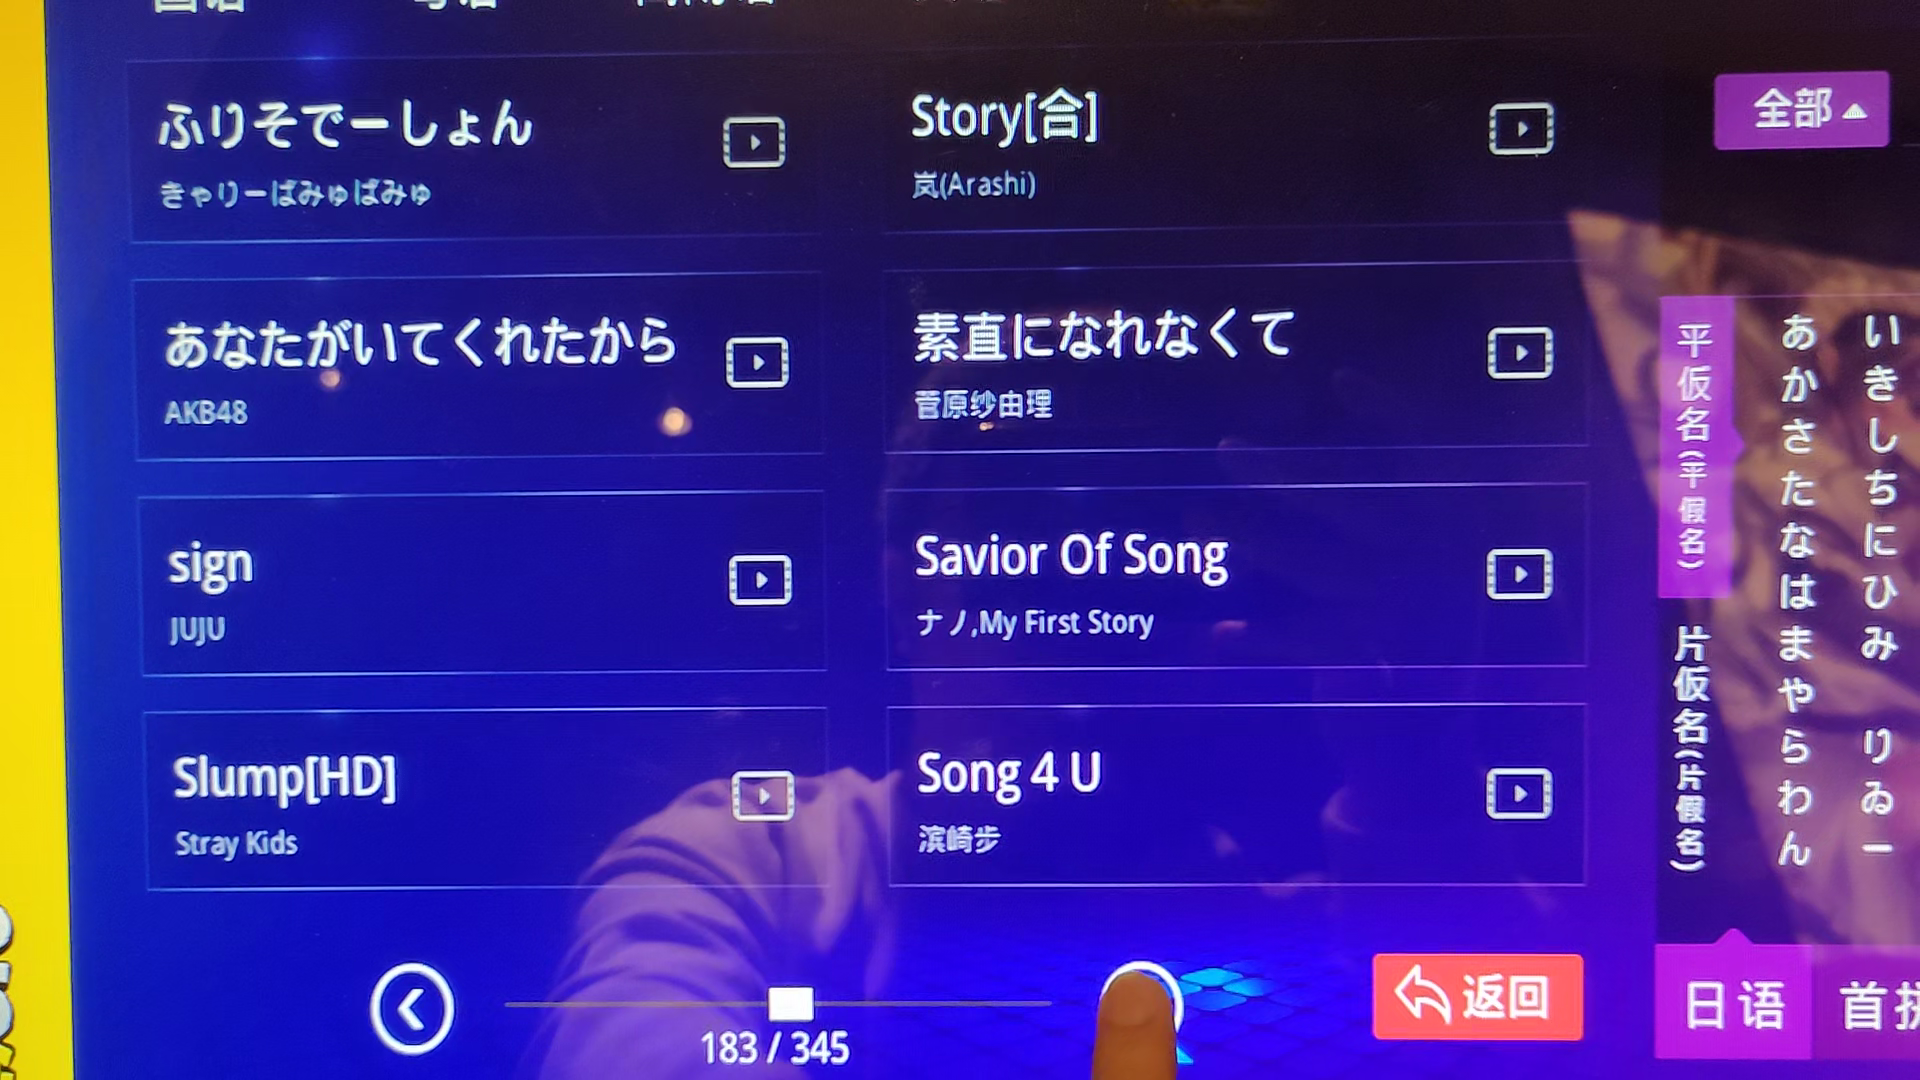 ふりそでーしょん
きゃりーぱみゅぱみゅ
Story[合]
岚(Arashi)
あなたがいてくれたから
AKB48
素直になれなくて
菅原纱由理
sign
JUJU
Savior Of Song
ナノ,My First Story
Slump[HD]
Stray Kids
Song 4 U
滨崎步
183 / 345
返回
全部
平仮名(平假名)
片仮名(片假名)
あかさたなはまやらわん
いきしちにひみ りゐー
日语
首拼